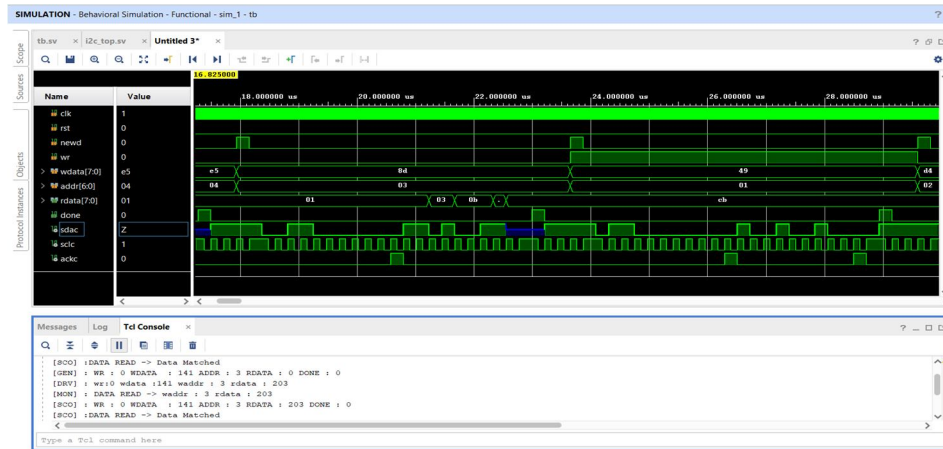 SIMULATION - Behavioral Simulation - Functional - sim_1 - tb
?
tb.sv × i2c_top.sv × Untitled 3* ×
Scope
Sources
Objects
Protocol Instances
16.825000
Name Value
18.000000 us 20.000000 us 22.000000 us 24.000000 us 26.000000 us 28.000000 us
clk 1
rst 0
newd 0
wr 0
> wdata[7:0] e5 e5 8d 49 d4
> addr[6:0] 04 04 03 01 02
> rdata[7:0] 01 01 03 0b . cb
done 0
sdac Z
sclc 1
ackc 0
Messages Log Tcl Console ×
[SCO] :DATA READ -> Data Matched
[GEN] : WR : 0 WDATA : 141 ADDR : 3 RDATA : 0 DONE : 0
[DRV] : wr:0 wdata :141 waddr : 3 rdata : 203
[MON] : DATA READ -> waddr : 3 rdata : 203
[SCO] : WR : 0 WDATA : 141 ADDR : 3 RDATA : 203 DONE : 0
[SCO] :DATA READ -> Data Matched
Type a Tcl command here